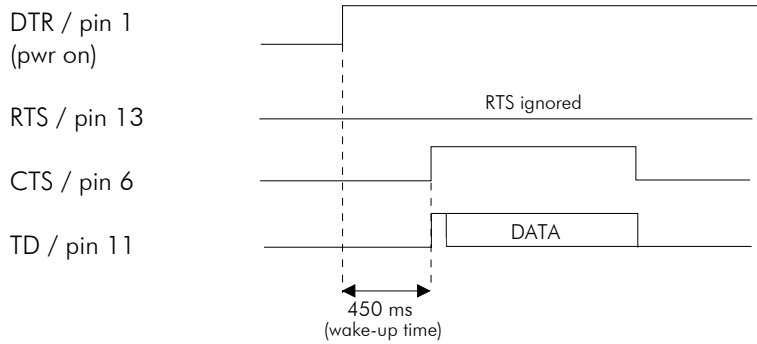 DTR / pin 1
(pwr on)
RTS / pin 13
RTS ignored
CTS / pin 6
TD / pin 11
DATA
450 ms
(wake-up time)